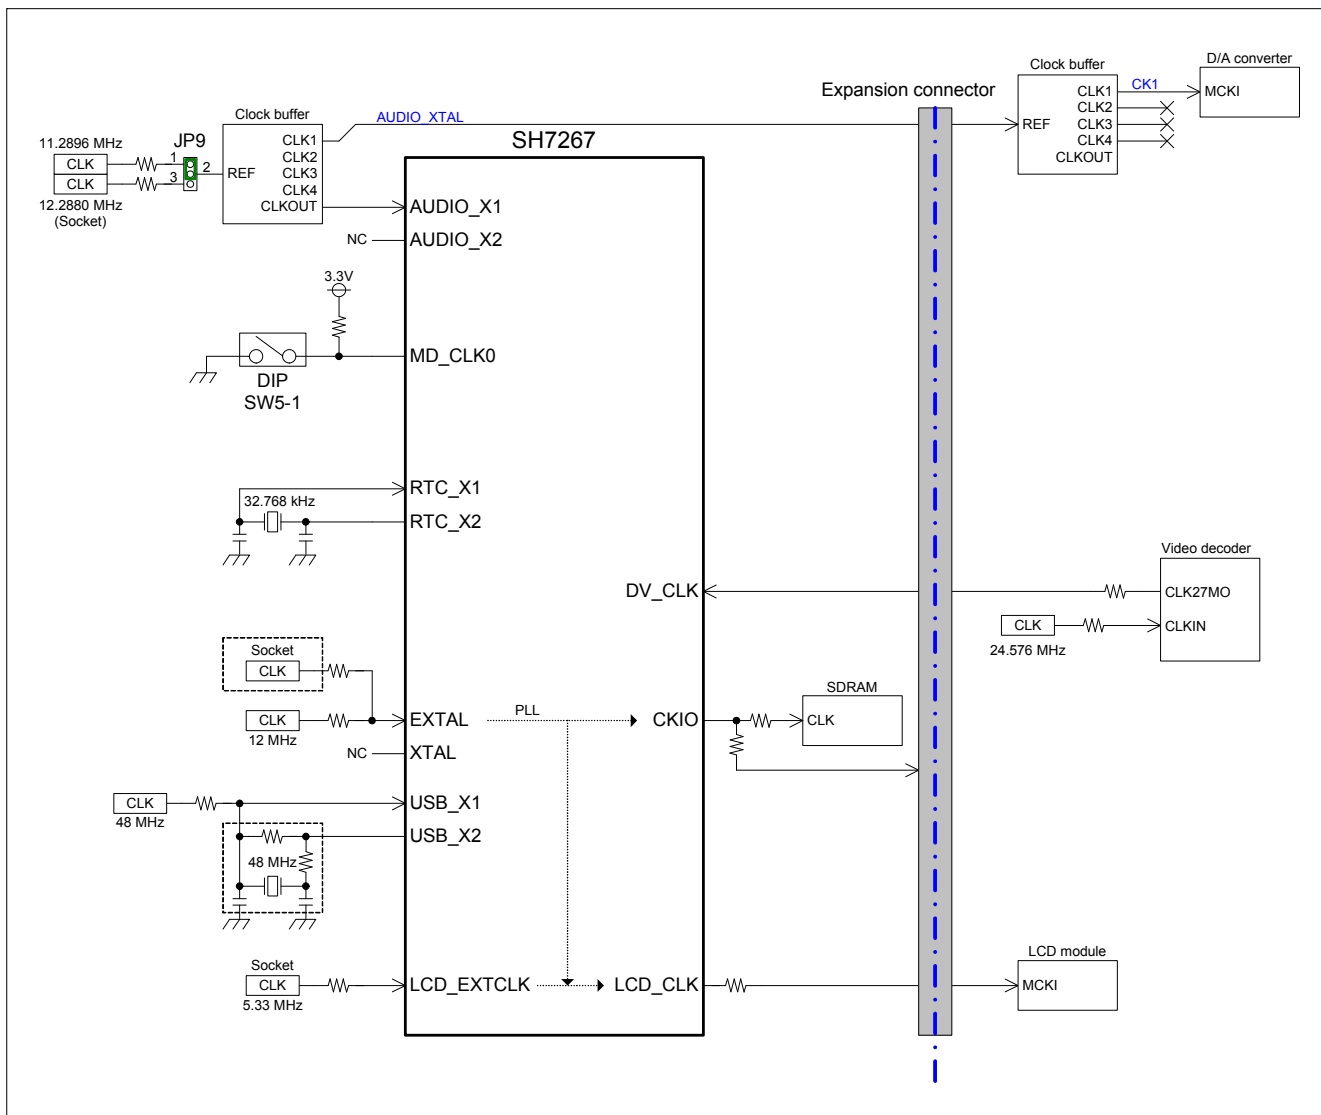 D/A converter
Clock buffer
Expansion connector
CLK1
CK1
MCKI
CLK2
REF
CLK3
CLK4
CLKOUT
Clock buffer
AUDIO_XTAL
SH7267
11.2896 MHz
JP9
CLK1
CLK
1
CLK2
2
REF
CLK3
CLK
3
CLK4
12.2880 MHz
(Socket)
CLKOUT
AUDIO_X1
NC
AUDIO_X2
3.3V
MD_CLK0
DIP
SW5-1
RTC_X1
32.768 kHz
RTC_X2
Video decoder
DV_CLK
CLK27MO
CLK
CLKIN
24.576 MHz
Socket
CLK
SDRAM
CLK
12 MHz
EXTAL
PLL
CKIO
CLK
NC
XTAL
CLK
48 MHz
USB_X1
USB_X2
48 MHz
Socket
CLK
5.33 MHz
LCD_EXTCLK
LCD_CLK
LCD module
MCKI